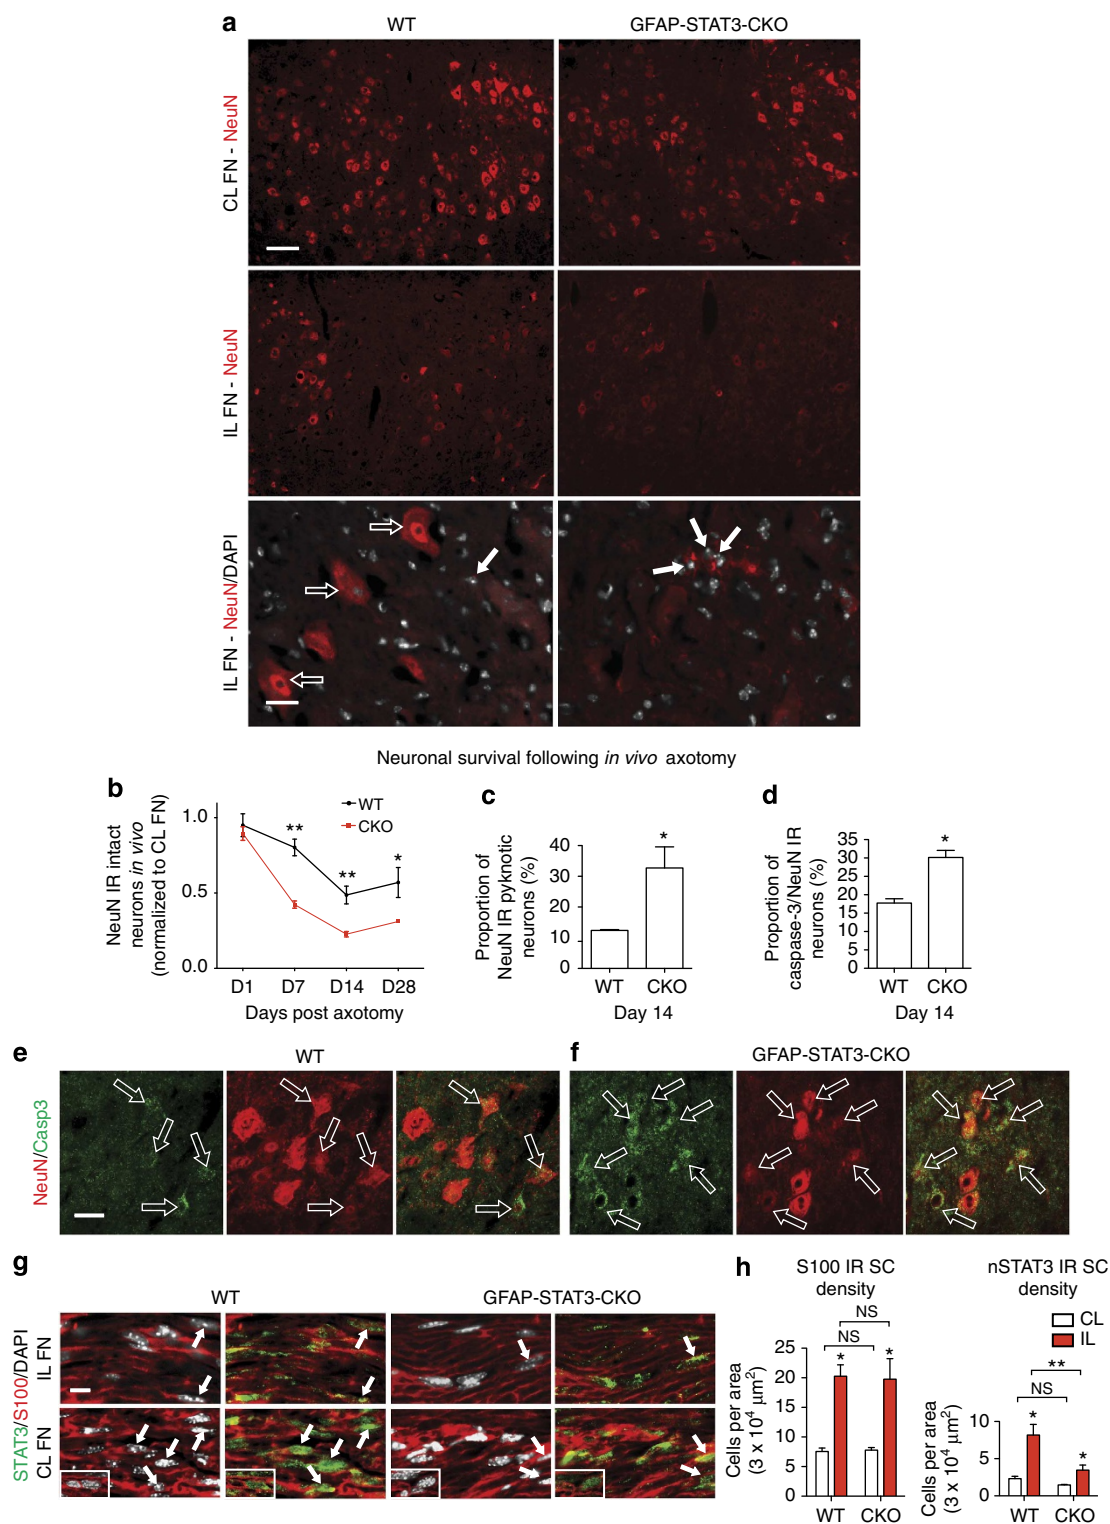 a
WT
GFAP-STAT3-CKO
CL FN - NeuN
IL FN - NeuN
IL FN - NeuN/DAPI
Neuronal survival following in vivo axotomy
b
NeuN IR intact
neurons in vivo
(normalized to CL FN)
1.0
0.5
0.0
WT
CKO
**
**
*
D1 D7 D14 D28
Days post axotomy
c
Proportion of
NeuN IR pyknotic
neurons (%)
40
30
20
10
0
*
WT CKO
Day 14
d
Proportion of
caspase-3/NeuN IR
neurons (%)
35
30
25
20
15
10
5
0
*
WT CKO
Day 14
e
WT
f
GFAP-STAT3-CKO
NeuN/Casp3
g
WT
GFAP-STAT3-CKO
STAT3/S100/DAPI
IL FN
CL FN
h
S100 IR SC
density
NS
NS
*
*
Cells per area
(3 x 10⁴ μm²)
25
20
15
10
5
0
WT CKO
nSTAT3 IR SC
density
CL
IL
**
NS
*
*
Cells per area
(3 x 10⁴ μm²)
10
5
0
WT CKO